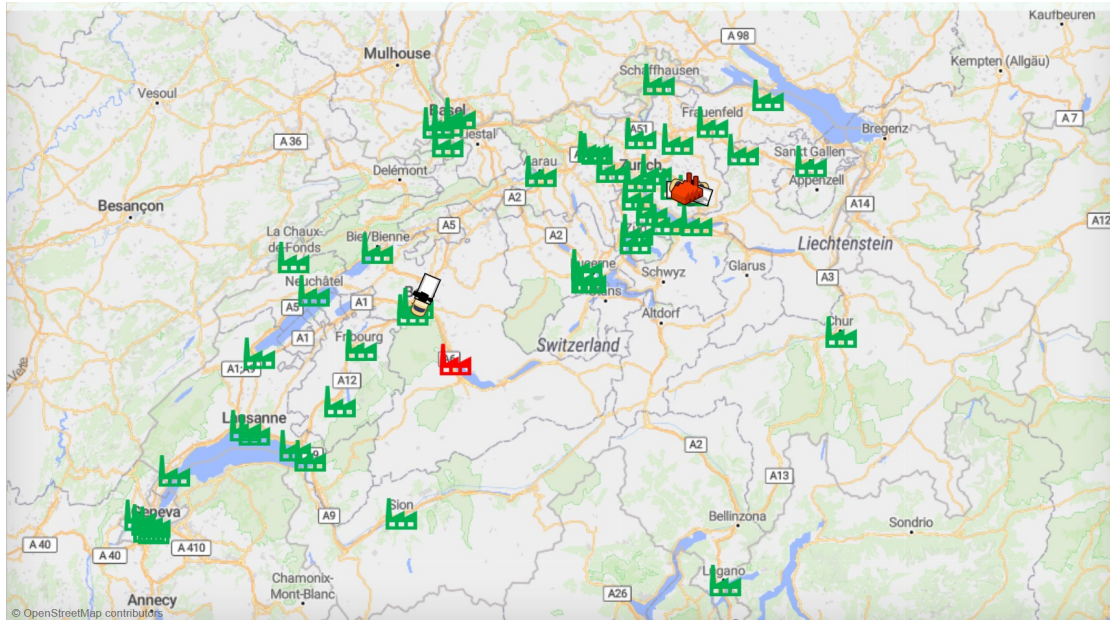 Kaufbeuren
A 98
Mulhouse
Kempten (Allgäu)
Schaffhausen
Vesoul
A 7
Basel
Frauenfeld
A51
Bregenz
A 36
Sankt Gallen
Delémont
Zurich
Appenzell
A2
Besançon
A14
A5
A12
La Chaux-
de-Fonds
Biel/Bienne
A2
Liechtenstein
Lucerne
Schwyz
Glarus
A3
Neuchâtel
A5
A1
Altdorf
Chur
A1
Fribourg
Switzerland
A12
Lausanne
A2
A13
Sion
Geneva
A9
Bellinzona
Sondrio
A 40
A 40
A 410
Chamonix-
Mont-Blanc
Lugano
A26
Annecy
© OpenStreetMap contributors